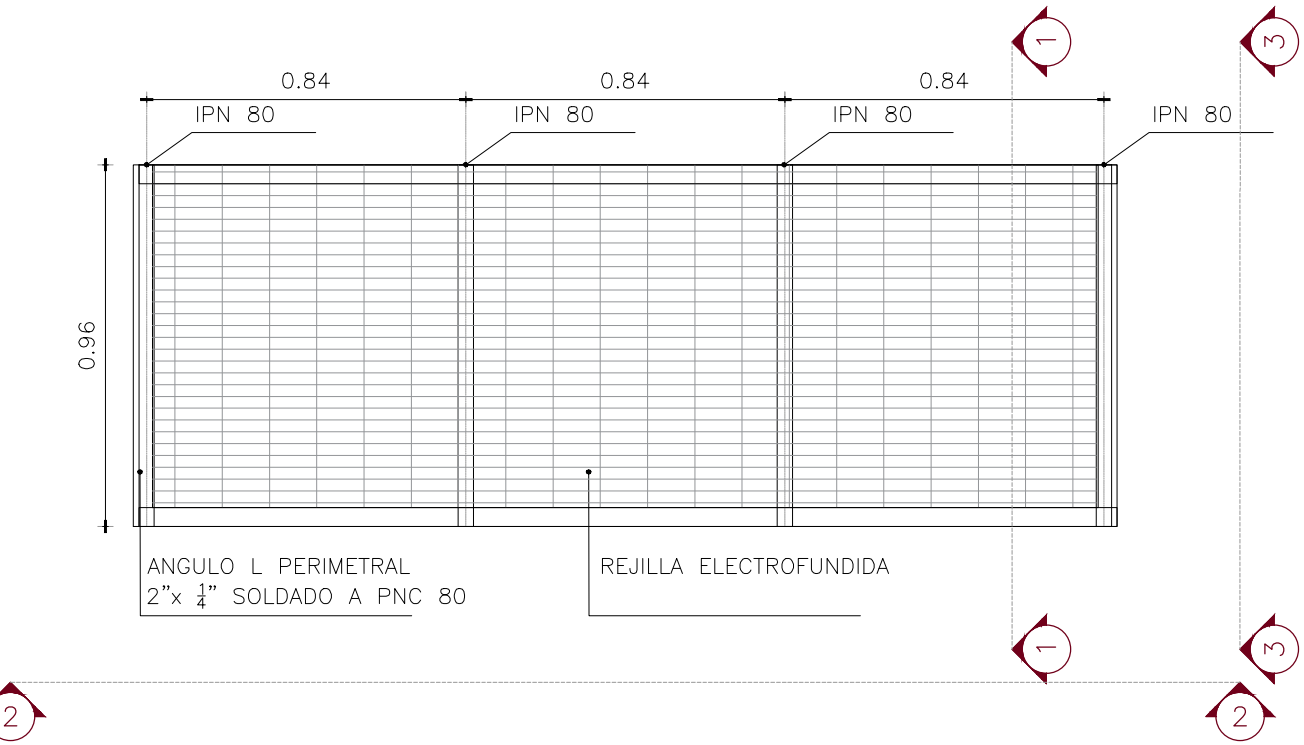 1
3
0.84
0.84
0.84
IPN 80
IPN 80
IPN 80
IPN 80
0.96
ANGULO L PERIMETRAL
2”x 1/4” SOLDADO A PNC 80
REJILLA ELECTROFUNDIDA
1
3
2
2